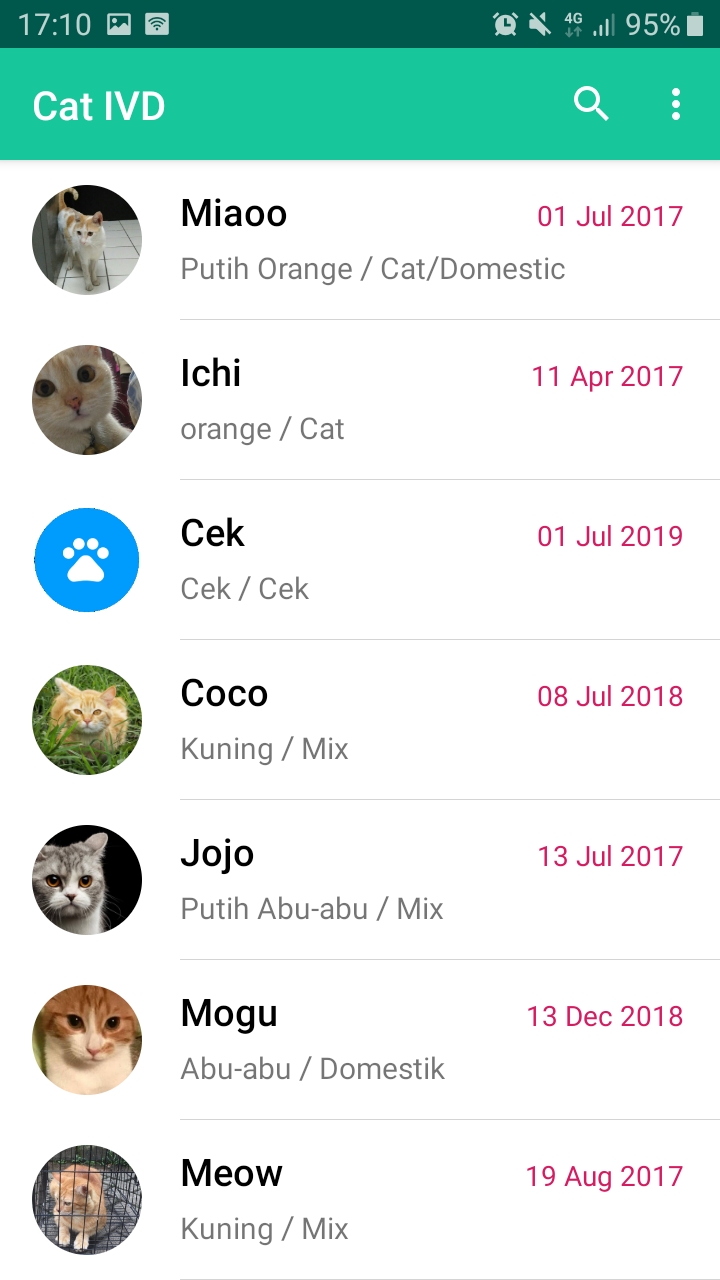 17:10 4G 95%
Cat IVD
Miaoo 01 Jul 2017
Putih Orange / Cat/Domestic
Ichi 11 Apr 2017
orange / Cat
Cek 01 Jul 2019
Cek / Cek
Coco 08 Jul 2018
Kuning / Mix
Jojo 13 Jul 2017
Putih Abu-abu / Mix
Mogu 13 Dec 2018
Abu-abu / Domestik
Meow 19 Aug 2017
Kuning / Mix